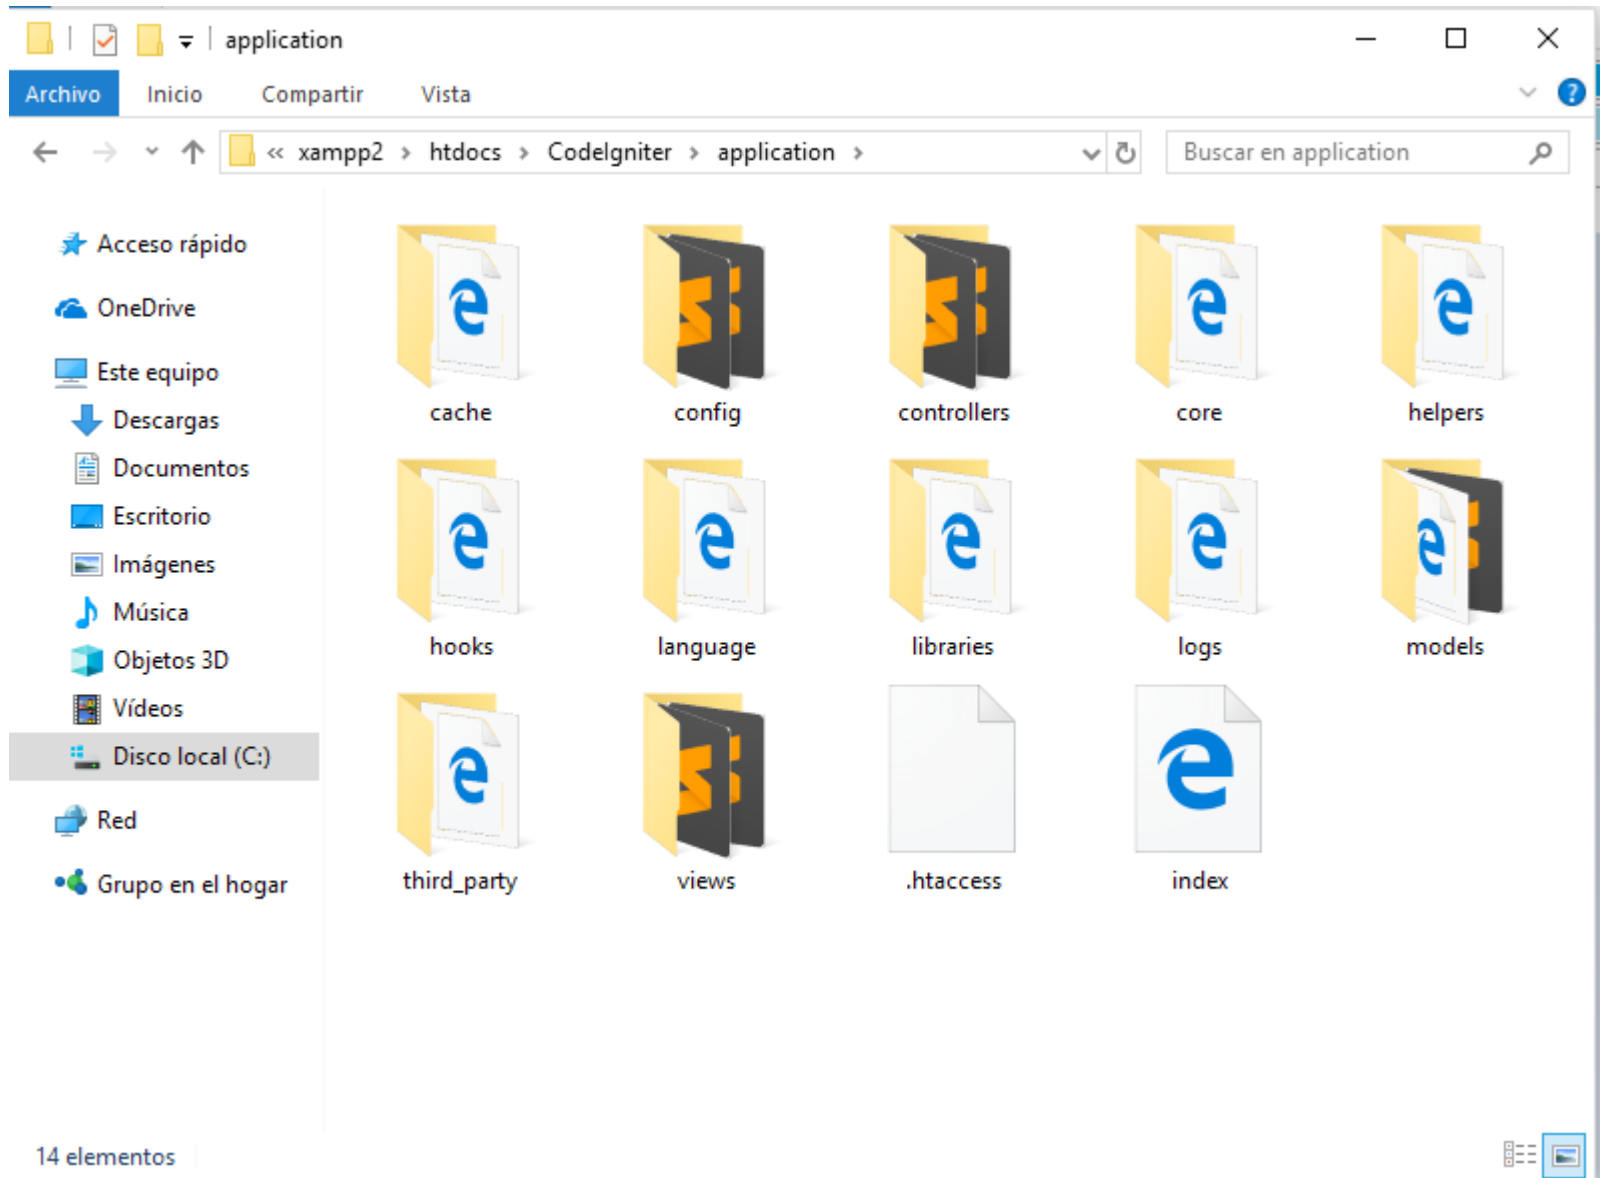 application
Archivo Inicio Compartir Vista
« xampp2 > htdocs > CodeIgniter > application >
Buscar en application
Acceso rápido
OneDrive
Este equipo
Descargas
Documentos
Escritorio
Imágenes
Música
Objetos 3D
Vídeos
Disco local (C:)
Red
Grupo en el hogar
cache config controllers core helpers
hooks language libraries logs models
third_party views .htaccess index
14 elementos